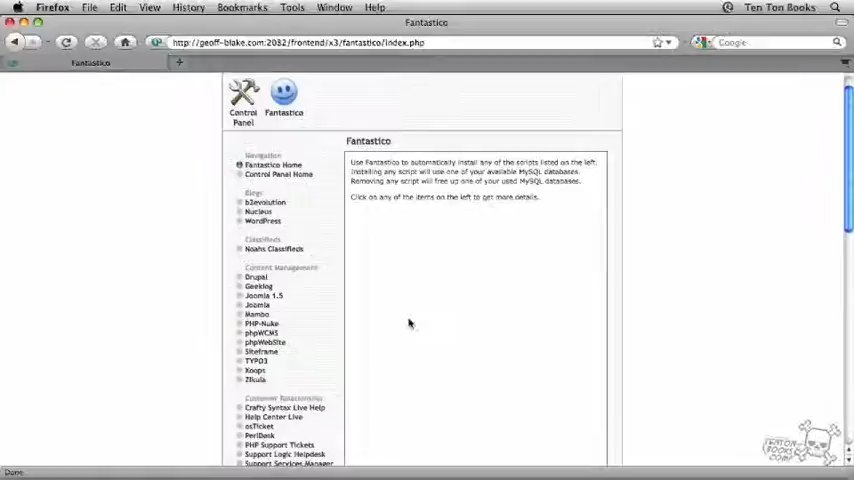 Firefox File Edit View History Bookmarks Tools Window Help Ten Ton Books
Fantastico
http://geoff-blake.com:2082/frontend/x3/fantastico/index.php Google
Fantastico
Control Panel
Fantastico
Navigation
Fantastico Home
Control Panel Home
Blogs
b2evolution
Nucleus
WordPress
Classifieds
Noahs Classifieds
Content Management
Drupal
Geeklog
Joomla 1.5
Joomla
Mambo
PHP-Nuke
phpWCMS
phpWebSite
Siteframe
TYPO3
Xoops
Zikula
Customer Relationship
Crafty Syntax Live Help
Help Center Live
osTicket
PerlDesk
PHP Support Tickets
Support Logic Helpdesk
Support Services Manager
Fantastico
Use Fantastico to automatically install any of the scripts listed on the left.
Installing any script will use one of your available MySQL databases.
Removing any script will free up one of your used MySQL databases.
Click on any of the items on the left to get more details.
TENTON
BOOKS
.COM
Done